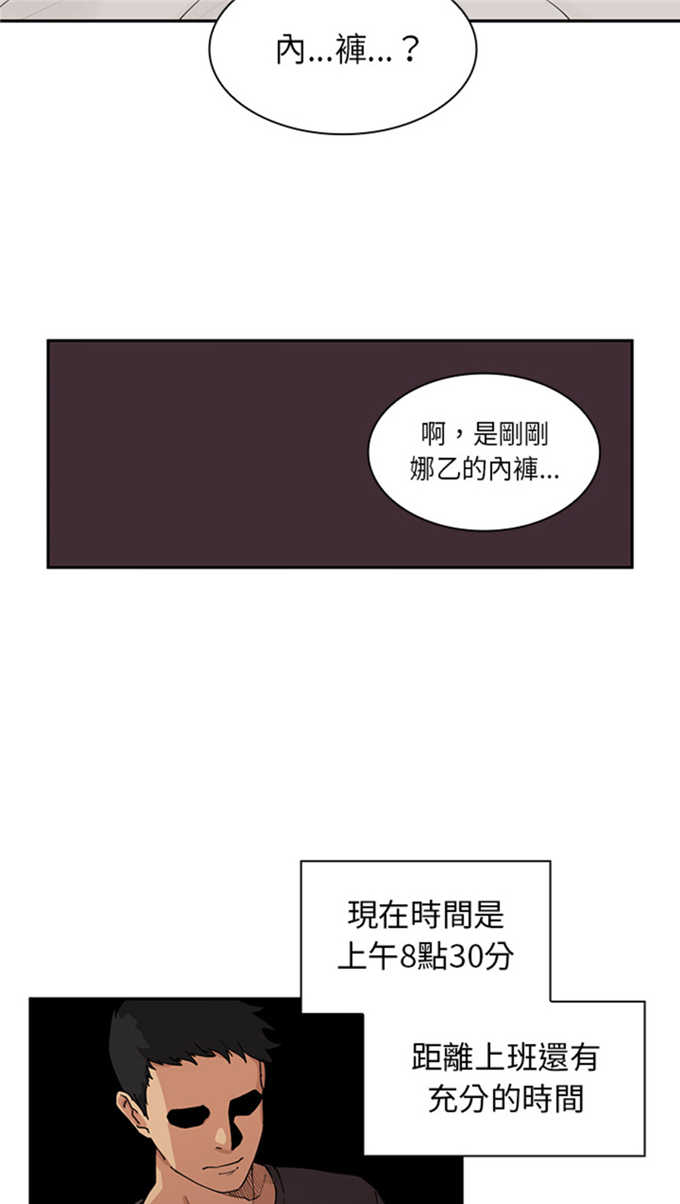 內...褲...？
啊，是剛剛
娜乙的內褲...
現在時間是
上午8點30分
距離上班還有
充分的時間